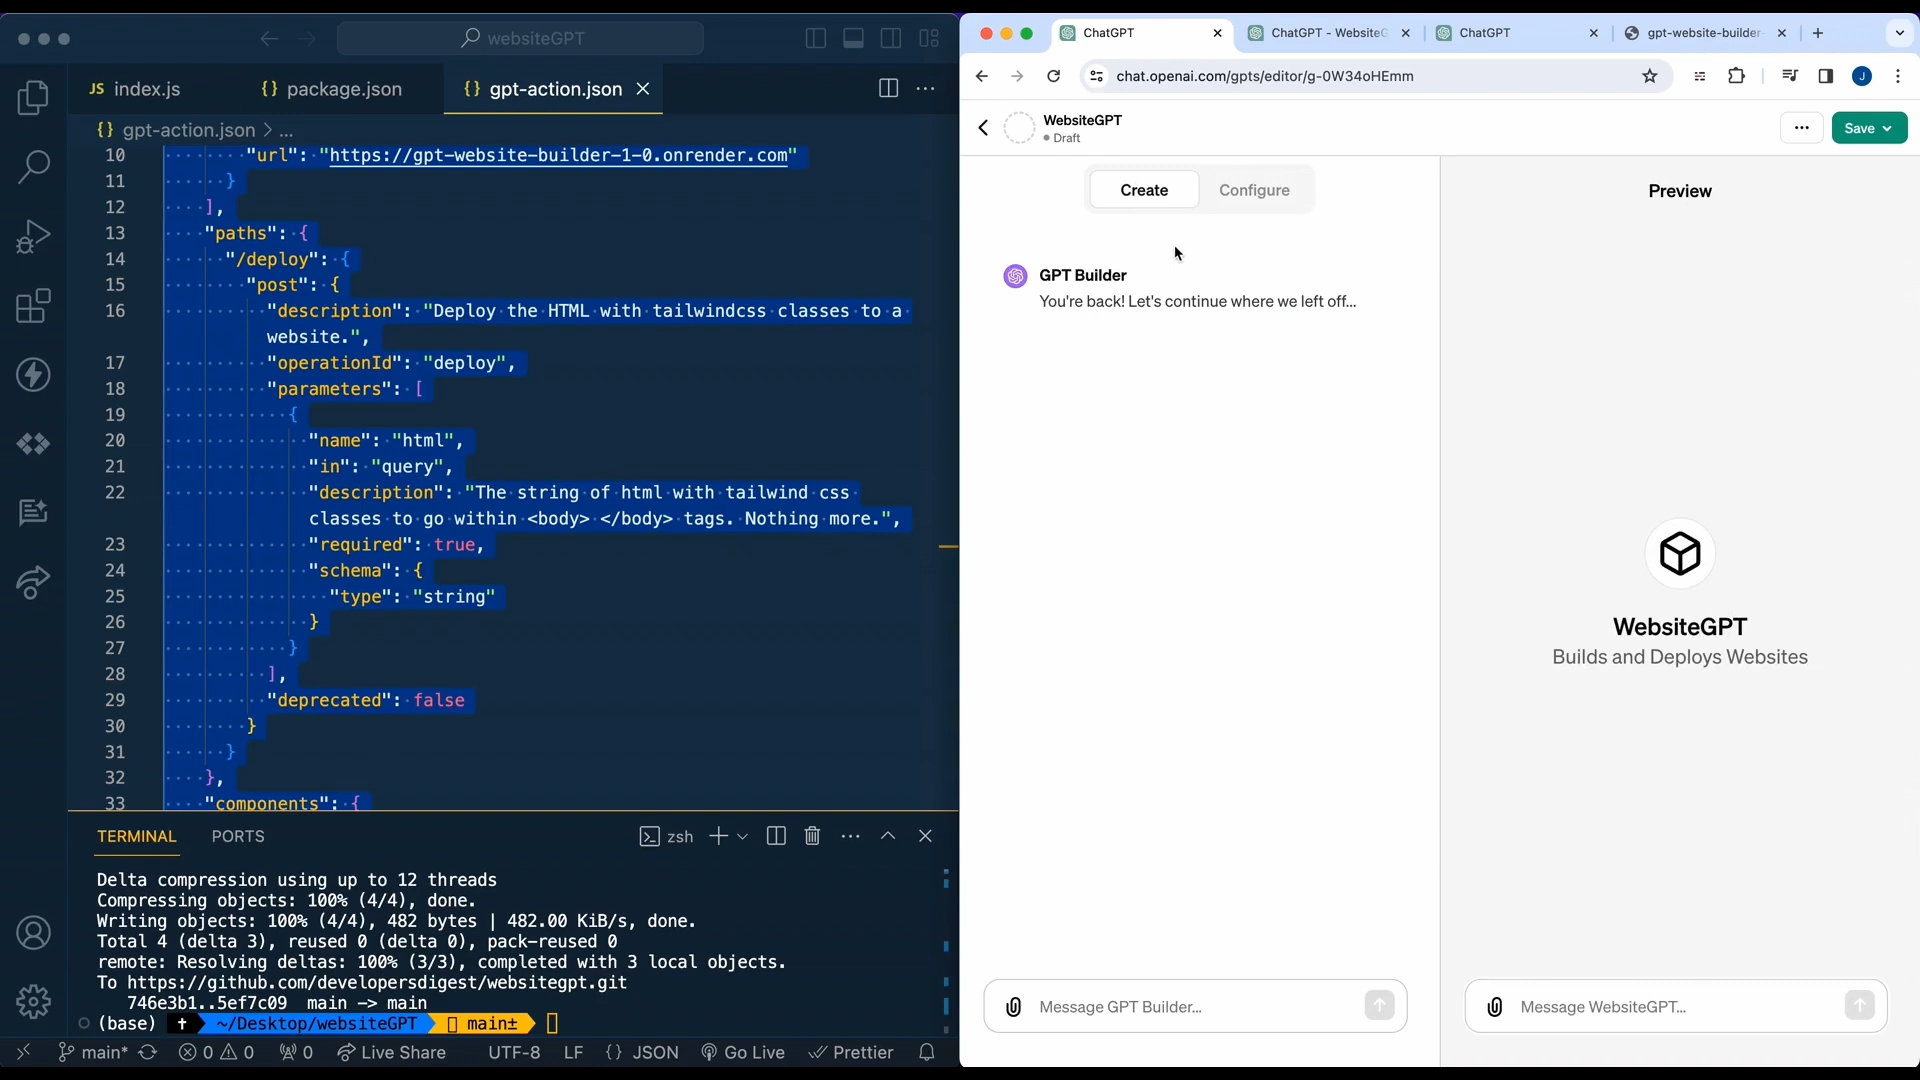 websiteGPT
JS index.js
{} package.json
{} gpt-action.json
{} gpt-action.json > ...
10 "url": "https://gpt-website-builder-1-0.onrender.com"
11 }
12 ],
13 "paths": {
14 "/deploy": {
15 "post": {
16 "description": "Deploy the HTML with tailwindcss classes to a
website.",
17 "operationId": "deploy",
18 "parameters": [
19 {
20 "name": "html",
21 "in": "query",
22 "description": "The string of html with tailwind css
classes to go within <body> </body> tags. Nothing more.",
23 "required": true,
24 "schema": {
25 "type": "string"
26 }
27 }
28 ],
29 "deprecated": false
30 }
31 }
32 },
33 "components": {
TERMINAL PORTS
zsh
Delta compression using up to 12 threads
Compressing objects: 100% (4/4), done.
Writing objects: 100% (4/4), 482 bytes | 482.00 KiB/s, done.
Total 4 (delta 3), reused 0 (delta 0), pack-reused 0
remote: Resolving deltas: 100% (3/3), completed with 3 local objects.
To https://github.com/developersdigest/websitegpt.git
746e3b1..5ef7c09 main -> main
(base) ~/Desktop/websiteGPT main±
main* 0 0 0 Live Share UTF-8 LF {} JSON Go Live Prettier
ChatGPT
ChatGPT - WebsiteG
ChatGPT
gpt-website-builder-
chat.openai.com/gpts/editor/g-0W34oHEmm
J
WebsiteGPT
Draft
Save
Create
Configure
GPT Builder
You're back! Let's continue where we left off...
Message GPT Builder...
Preview
WebsiteGPT
Builds and Deploys Websites
Message WebsiteGPT...